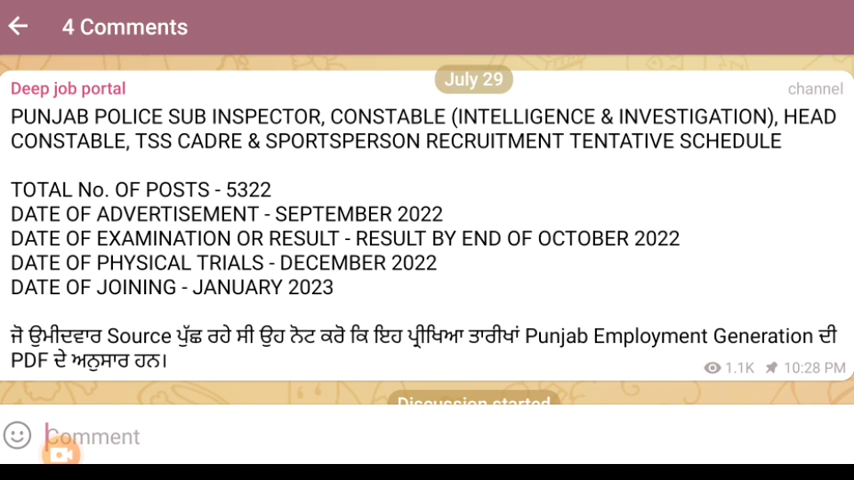 4 Comments
July 29
Deep job portal
channel
PUNJAB POLICE SUB INSPECTOR, CONSTABLE (INTELLIGENCE & INVESTIGATION), HEAD
CONSTABLE, TSS CADRE & SPORTSPERSON RECRUITMENT TENTATIVE SCHEDULE
TOTAL No. OF POSTS - 5322
DATE OF ADVERTISEMENT - SEPTEMBER 2022
DATE OF EXAMINATION OR RESULT - RESULT BY END OF OCTOBER 2022
DATE OF PHYSICAL TRIALS - DECEMBER 2022
DATE OF JOINING - JANUARY 2023
ਜੋ ਉਮੀਦਵਾਰ Source ਪੁੱਛ ਰਹੇ ਸੀ ਉਹ ਨੋਟ ਕਰੋ ਕਿ ਇਹ ਪ੍ਰੀਖਿਆ ਤਾਰੀਖਾਂ Punjab Employment Generation ਦੀ
PDF ਦੇ ਅਨੁਸਾਰ ਹਨ।
1.1K 10:28 PM
Discussion started
Comment